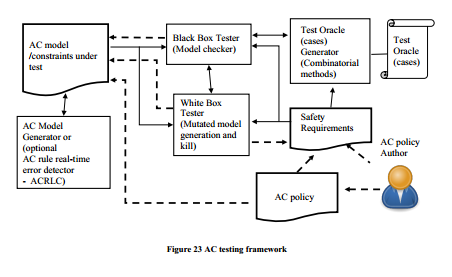 AC model
/constraints under
test
Black Box Tester
(Model checker)
Test Oracle
(cases)
Generator
(Combinatorial
methods)
Test
Oracle
(cases)
White Box
Tester
(Mutated model
generation and
kill)
Safety
Requirements
AC policy
Author
AC Model
Generator or
(optional
AC rule real-time
error detector
- ACRLC)
AC policy
Figure 23 AC testing framework